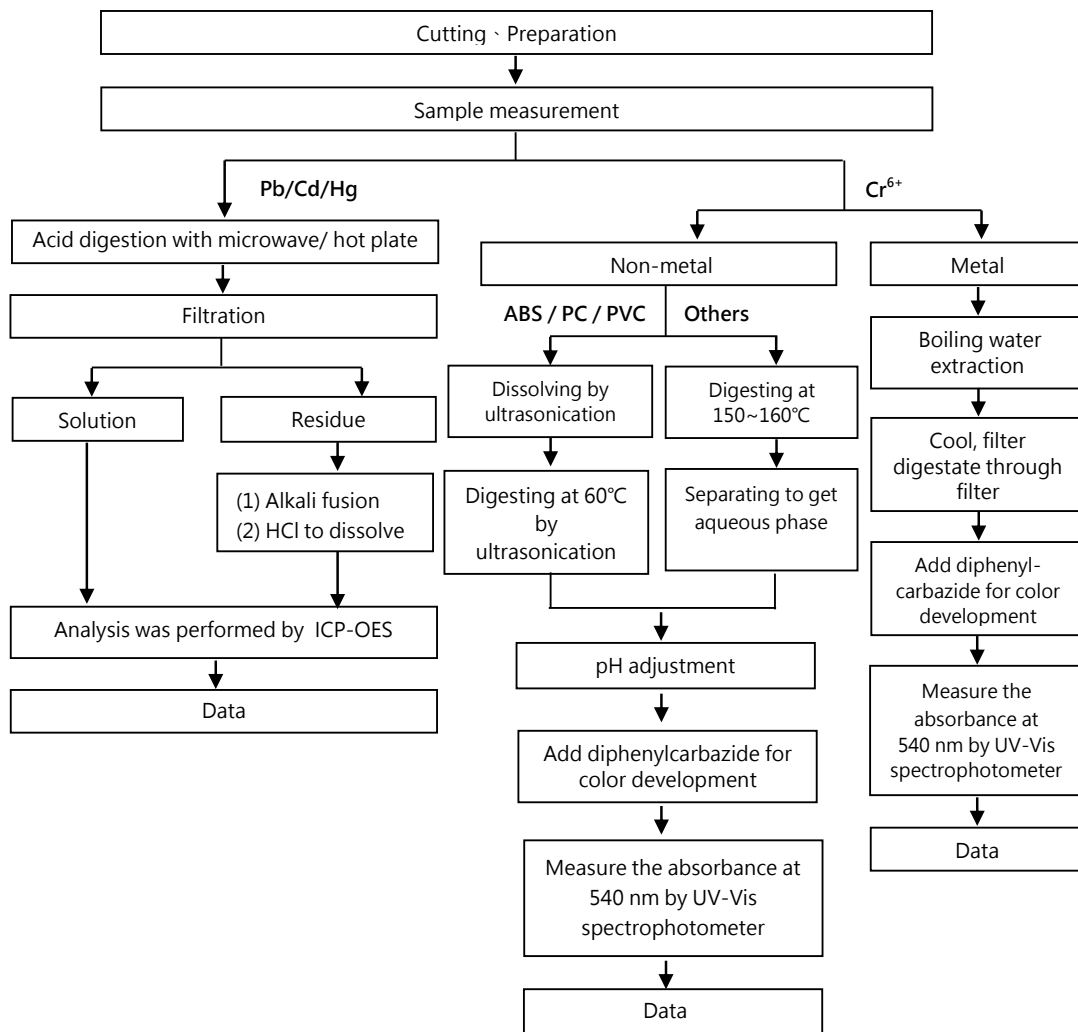 Cutting、Preparation
Sample measurement
Pb/Cd/Hg
Acid digestion with microwave/ hot plate
Filtration
Solution
Residue
(1) Alkali fusion
(2) HCl to dissolve
Analysis was performed by ICP-OES
Data
Cr⁶⁺
Non-metal
ABS / PC / PVC
Others
Dissolving by
ultrasonication
Digesting at
150~160℃
Digesting at 60℃
by
ultrasonication
Separating to get
aqueous phase
pH adjustment
Add diphenylcarbazide for
color development
Measure the absorbance at
540 nm by UV-Vis
spectrophotometer
Data
Metal
Boiling water
extraction
Cool, filter
digestate through
filter
Add diphenyl-
carbazide for color
development
Measure the
absorbance at
540 nm by UV-Vis
spectrophotometer
Data